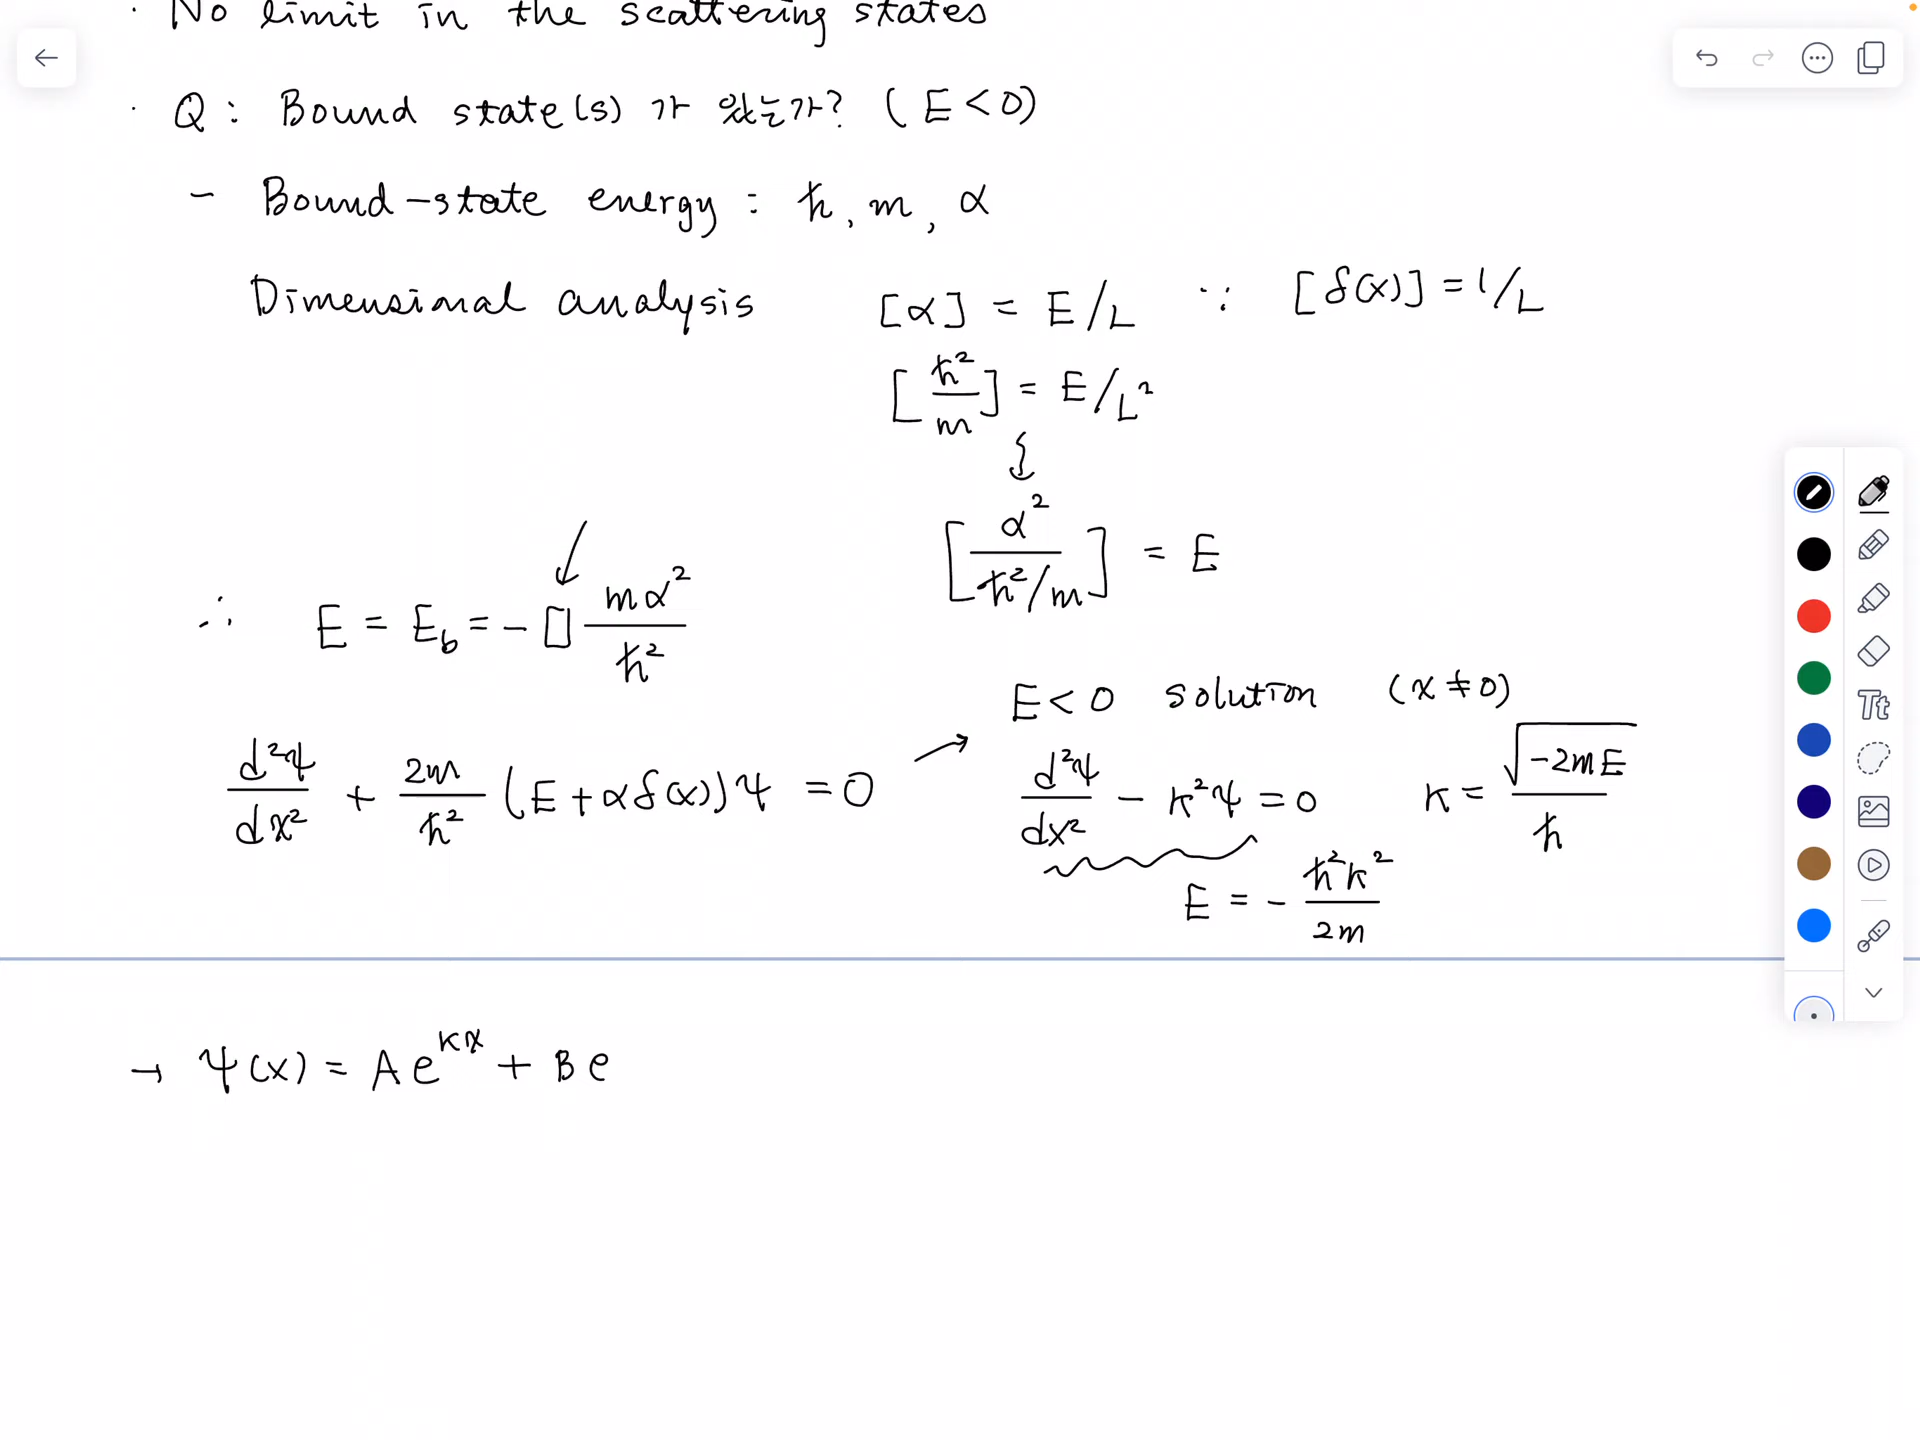 · No limit in the scattering states
· Q : Bound state(s) 가 있는가? (E<0)
- Bound-state energy : ℏ, m, α
Dimensional analysis [α] = E/L ∵ [δ(x)] = 1/L
[ℏ²/m] = E/L²
↓
[α²/(ℏ²/m)] = E
∴ E = E_b = - □ mα²/ℏ²
E<0 solution (x≠0)
d²ψ/dx² + 2m/ℏ² (E+αδ(x))ψ = 0 → d²ψ/dx² - κ²ψ = 0 κ = √(-2mE)/ℏ
E = - ℏ²κ²/2m
→ ψ(x) = A e^{κx} + B e
Tt